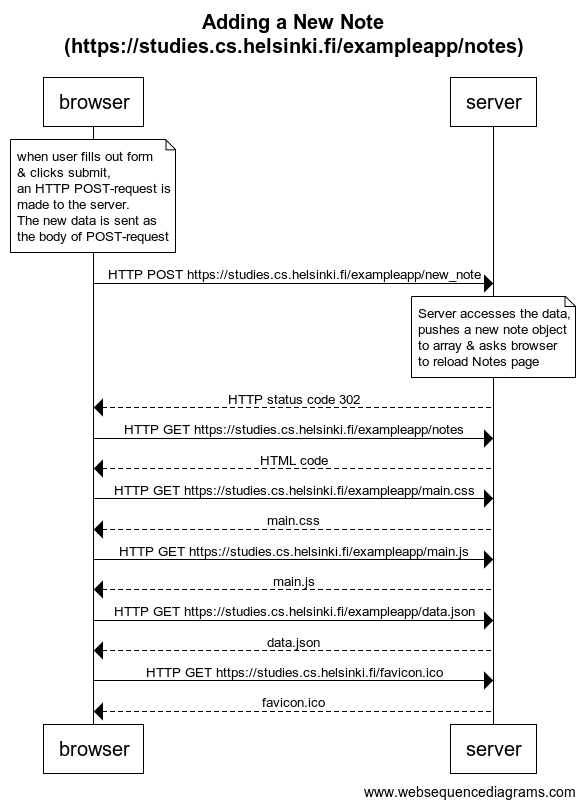 Adding a New Note
(https://studies.cs.helsinki.fi/exampleapp/notes)
browser
server
when user fills out form
& clicks submit,
an HTTP POST-request is
made to the server.
The new data is sent as
the body of POST-request
HTTP POST https://studies.cs.helsinki.fi/exampleapp/new_note
Server accesses the data,
pushes a new note object
to array & asks browser
to reload Notes page
HTTP status code 302
HTTP GET https://studies.cs.helsinki.fi/exampleapp/notes
HTML code
HTTP GET https://studies.cs.helsinki.fi/exampleapp/main.css
main.css
HTTP GET https://studies.cs.helsinki.fi/exampleapp/main.js
main.js
HTTP GET https://studies.cs.helsinki.fi/exampleapp/data.json
data.json
HTTP GET https://studies.cs.helsinki.fi/favicon.ico
favicon.ico
browser
server
www.websequencediagrams.com